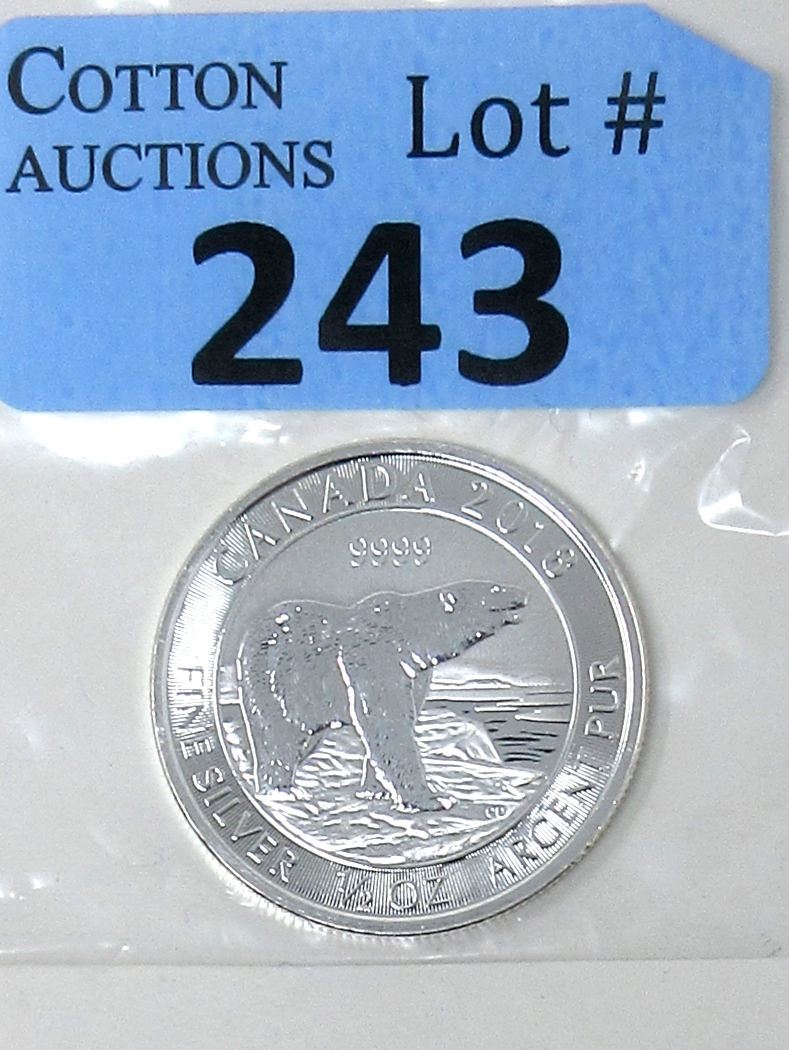 COTTON
AUCTIONS
Lot #
243
CANADA 2018
9999
FINE SILVER ½ OZ ARGENT PUR